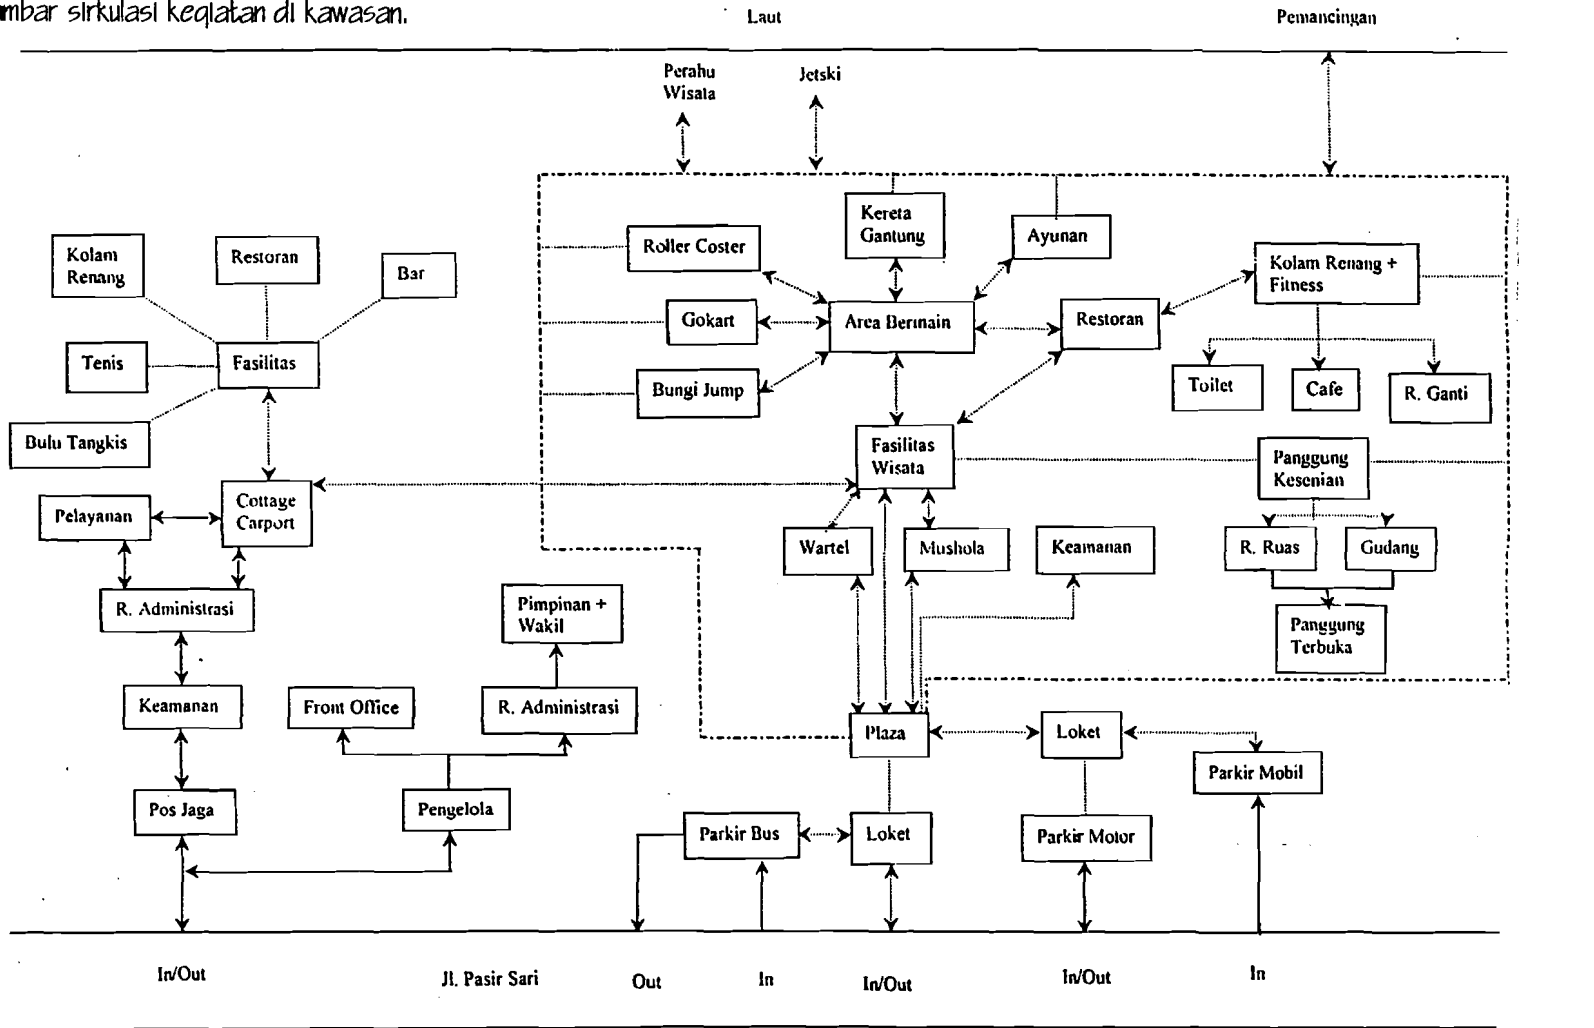 mbar sirkulasi kegiatan di kawasan.
Laut
Pemancingan
Perahu
Wisata
Jetski
Kereta
Gantung
Ayunan
Roller Coster
Kolam
Renang
Restoran
Bar
Kolam Renang +
Fitness
Gokart
Area Bermain
Restoran
Tenis
Fasilitas
Bungi Jump
Toilet
Cafe
R. Ganti
Bulu Tangkis
Fasilitas
Wisata
Panggung
Kesenian
Pelayanan
Cottage
Carport
Wartel
Mushola
Keamanan
R. Ruas
Gudang
R. Administrasi
Pimpinan +
Wakil
Panggung
Terbuka
Keamanan
Front Office
R. Administrasi
Plaza
Loket
Parkir Mobil
Pos Jaga
Pengelola
Parkir Bus
Loket
Parkir Motor
In/Out
Jl. Pasir Sari
Out
In
In/Out
In/Out
In